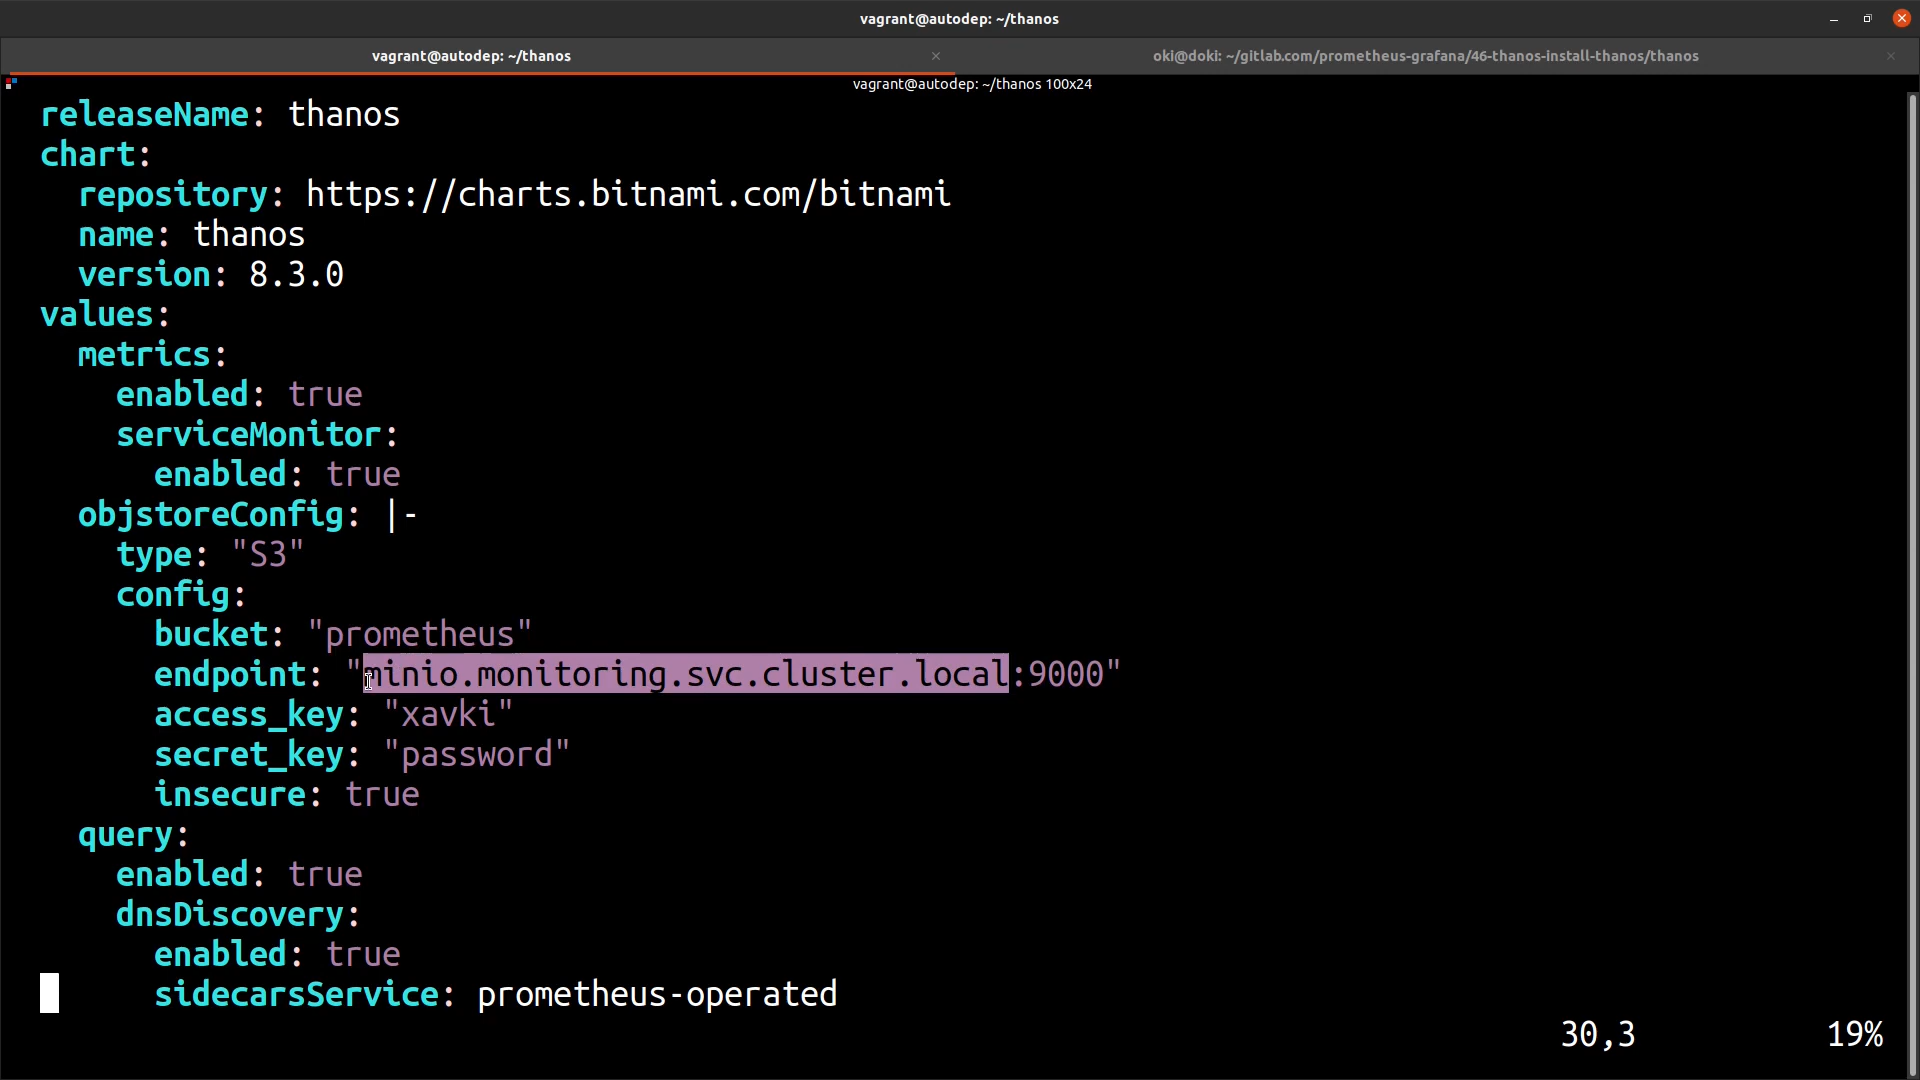 vagrant@autodep: ~/thanos
vagrant@autodep: ~/thanos
oki@doki: ~/gitlab.com/prometheus-grafana/46-thanos-install-thanos/thanos
vagrant@autodep: ~/thanos 100x24
releaseName: thanos
chart:
  repository: https://charts.bitnami.com/bitnami
  name: thanos
  version: 8.3.0
values:
  metrics:
    enabled: true
    serviceMonitor:
      enabled: true
  objstoreConfig: |-
    type: "S3"
    config:
      bucket: "prometheus"
      endpoint: "minio.monitoring.svc.cluster.local:9000"
      access_key: "xavki"
      secret_key: "password"
      insecure: true
  query:
    enabled: true
    dnsDiscovery:
      enabled: true
      sidecarsService: prometheus-operated
30,3 19%